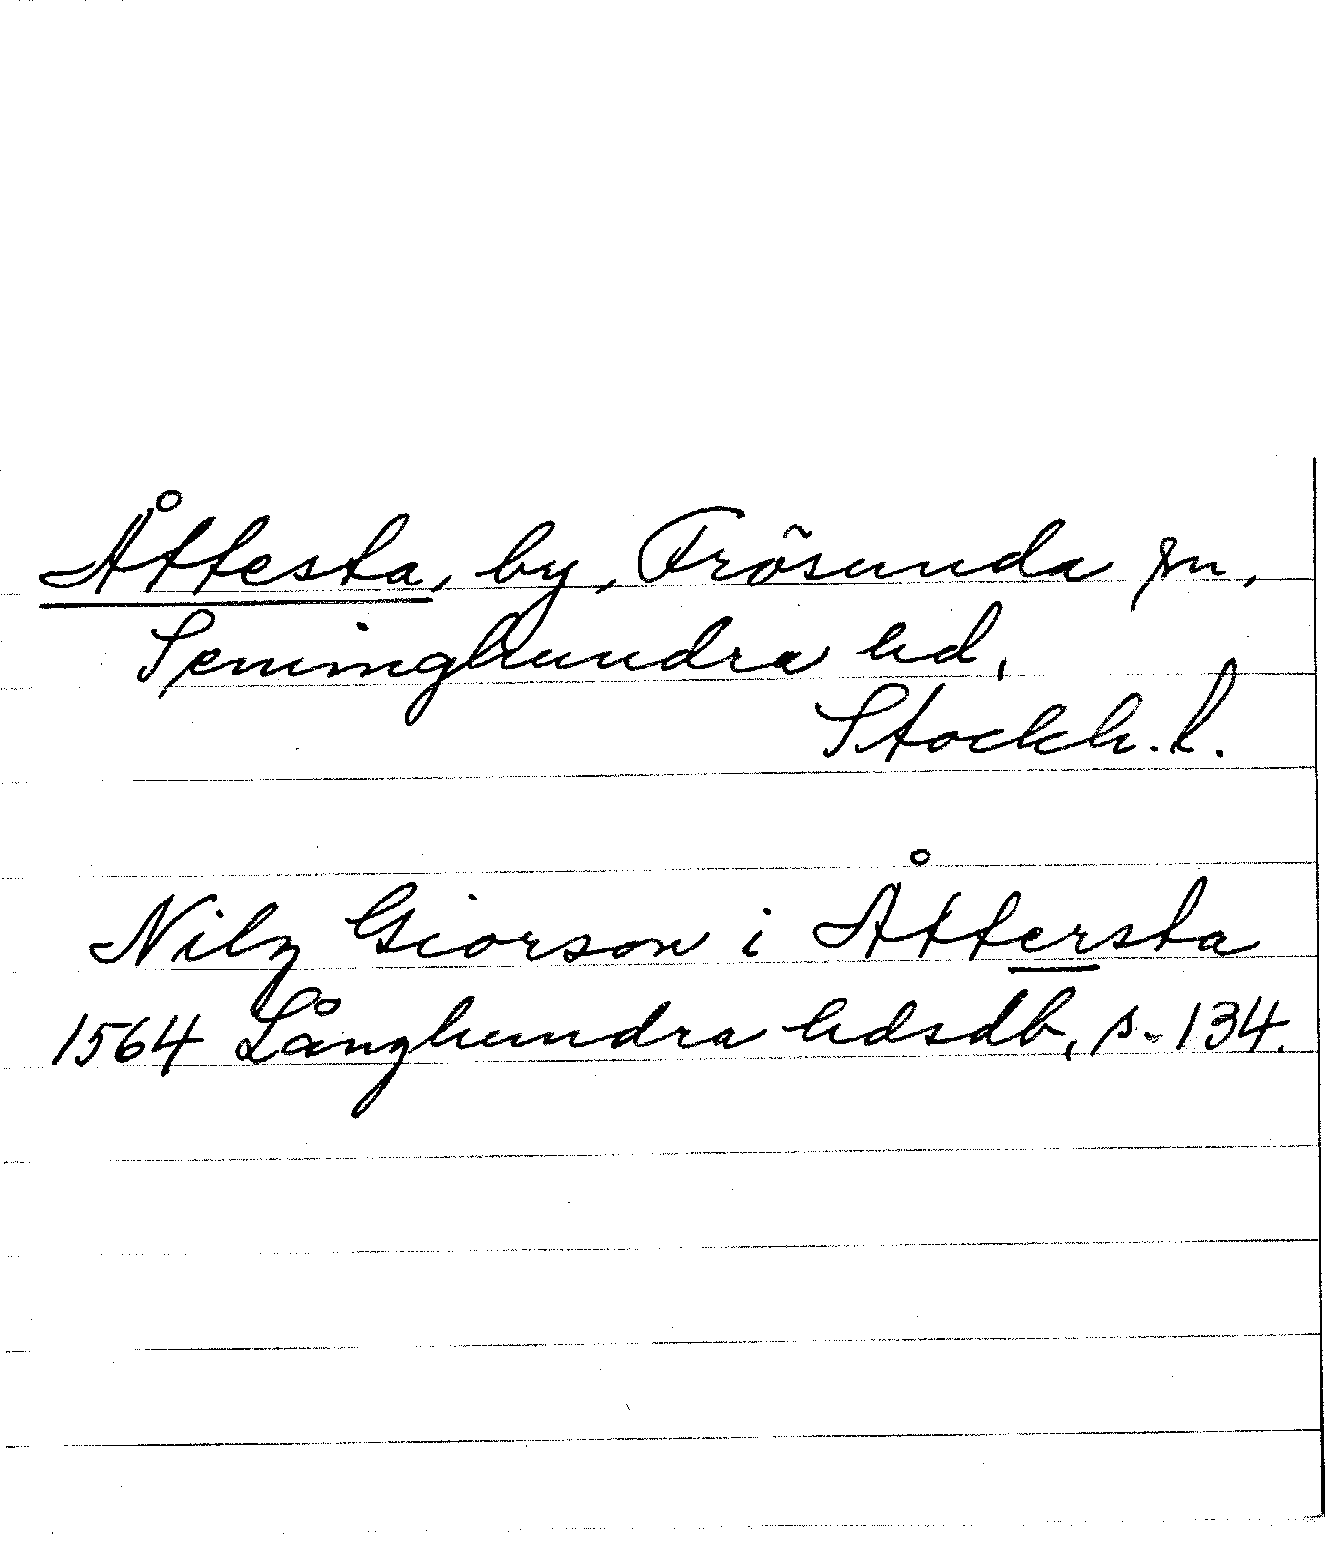 Åttesta, by, Frösunda sn,
Seminghundra hd,
Stockh. l.
Nilz Giorson i Åttersta
1564 Långhundra hdsdb, s. 134.